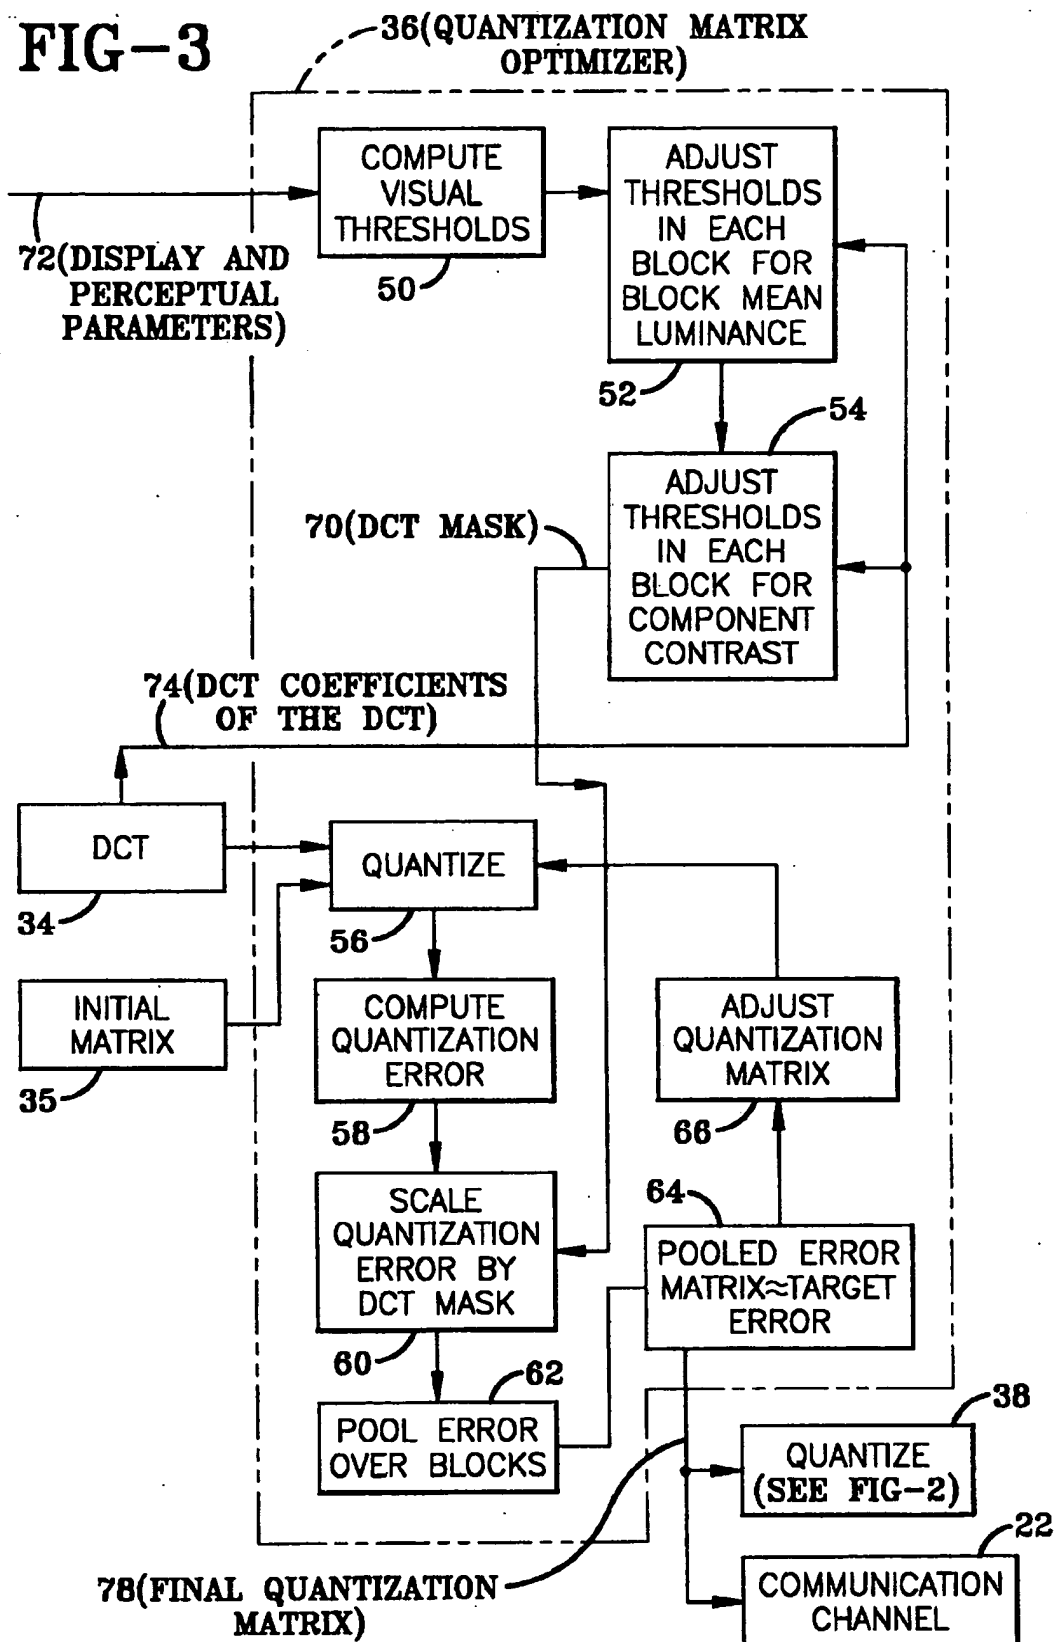 FIG-3
36(QUANTIZATION MATRIX
OPTIMIZER)
COMPUTE
VISUAL
THRESHOLDS
50
ADJUST
THRESHOLDS
IN EACH
BLOCK FOR
BLOCK MEAN
LUMINANCE
52
72(DISPLAY AND
PERCEPTUAL
PARAMETERS)
54
ADJUST
THRESHOLDS
IN EACH
BLOCK FOR
COMPONENT
CONTRAST
70(DCT MASK)
74(DCT COEFFICIENTS
OF THE DCT)
DCT
34
QUANTIZE
56
INITIAL
MATRIX
35
COMPUTE
QUANTIZATION
ERROR
58
ADJUST
QUANTIZATION
MATRIX
66
SCALE
QUANTIZATION
ERROR BY
DCT MASK
60
64
POOLED ERROR
MATRIX≈TARGET
ERROR
62
POOL ERROR
OVER BLOCKS
38
QUANTIZE
(SEE FIG-2)
22
COMMUNICATION
CHANNEL
78(FINAL QUANTIZATION
MATRIX)